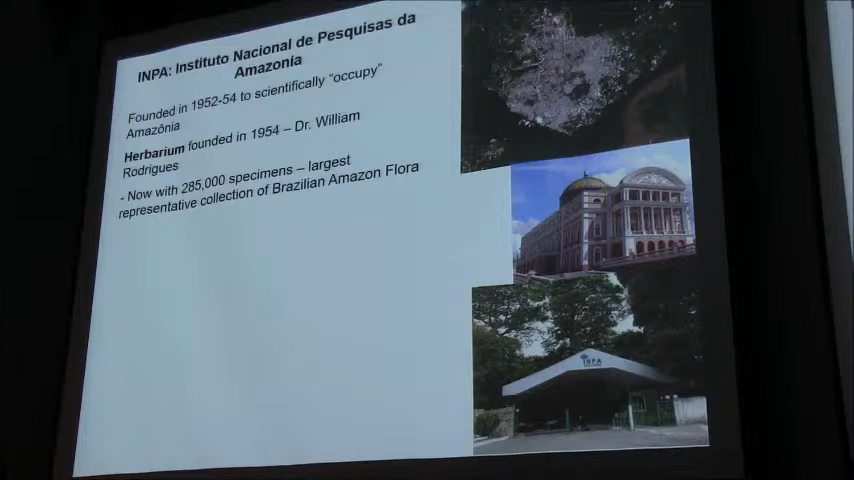 INPA: Instituto Nacional de Pesquisas da
Amazonia
Founded in 1952-54 to scientifically “occupy”
Amazônia
Herbarium founded in 1954 – Dr. William
Rodrigues
- Now with 285,000 specimens – largest
representative collection of Brazilian Amazon Flora
INPA